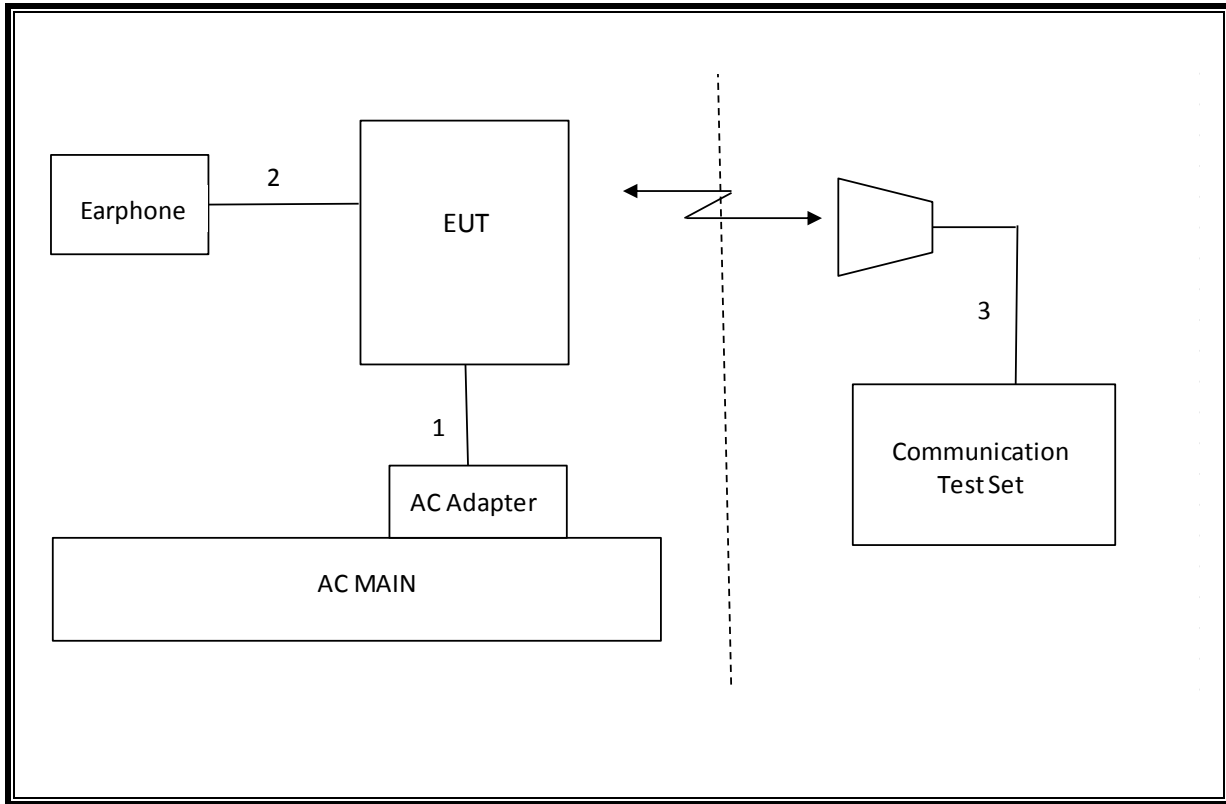 2
Earphone
EUT
3
1
Communication
Test Set
AC Adapter
AC MAIN